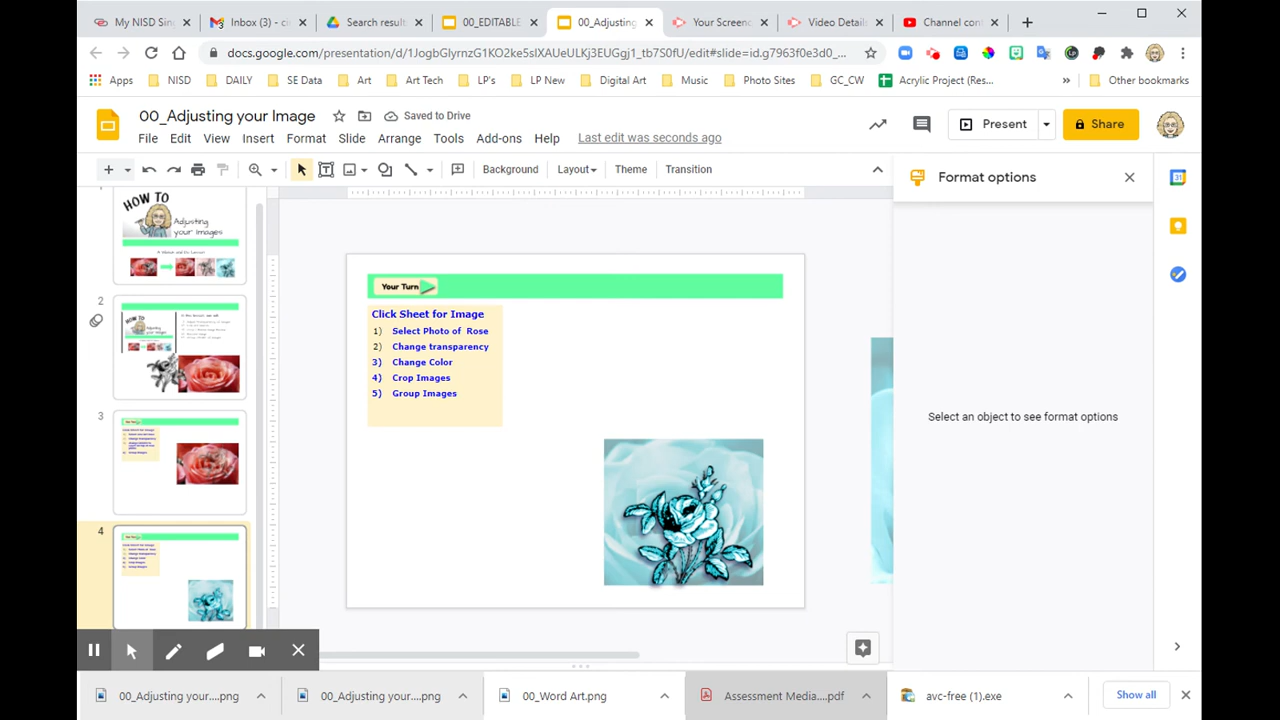 My NISD Sing
Inbox (3) - ci
Search result
00_EDITABLE
00_Adjusting
Your Screenc
Video Detail
Channel cont
docs.google.com/presentation/d/1JogbGlyrnzG1KO2ke5sIXAUeULKj3EUGgj1_tb7S0fU/edit#slide=id.g7963f0e3d0_...
Apps NISD DAILY SE Data Art Art Tech LP's LP New Digital Art Music Photo Sites GC_CW Acrylic Project (Res... » Other bookmarks
00_Adjusting your Image Saved to Drive
File Edit View Insert Format Slide Arrange Tools Add-ons Help Last edit was seconds ago
Present Share
Background Layout Theme Transition
Format options
HOW TO
Adjusting
your Images
2
3
4
Your Turn
Click Sheet for Image
1) Select Photo of Rose
2) Change transparency
3) Change Color
4) Crop Images
5) Group Images
Select an object to see format options
00_Adjusting your....png
00_Adjusting your....png
00_Word Art.png
Assessment Media....pdf
avc-free (1).exe
Show all